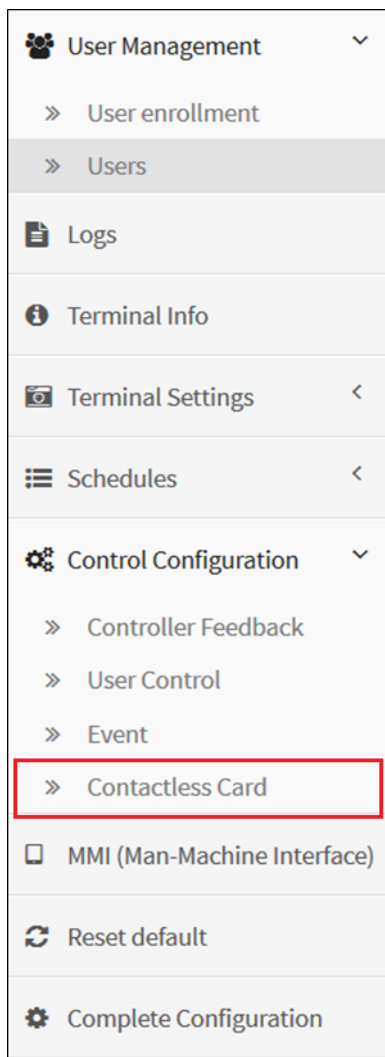 User Management
User enrollment
Users
Logs
Terminal Info
Terminal Settings
Schedules
Control Configuration
Controller Feedback
User Control
Event
Contactless Card
MMI (Man-Machine Interface)
Reset default
Complete Configuration